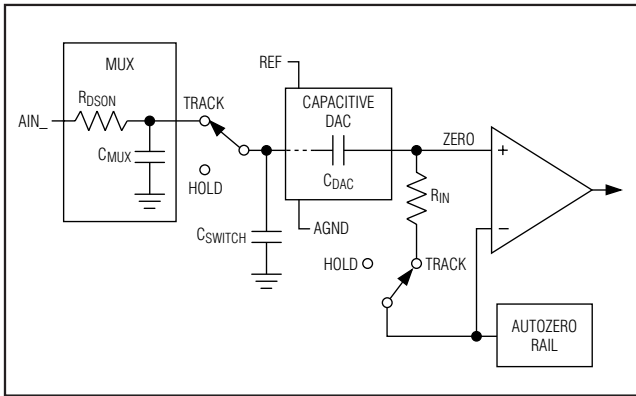 MUX
REF
RDSON
TRACK
CAPACITIVE
DAC
AIN_
ZERO
+
CMUX
CDAC
HOLD
RIN
−
AGND
CSWITCH
HOLD
TRACK
AUTOZERO
RAIL